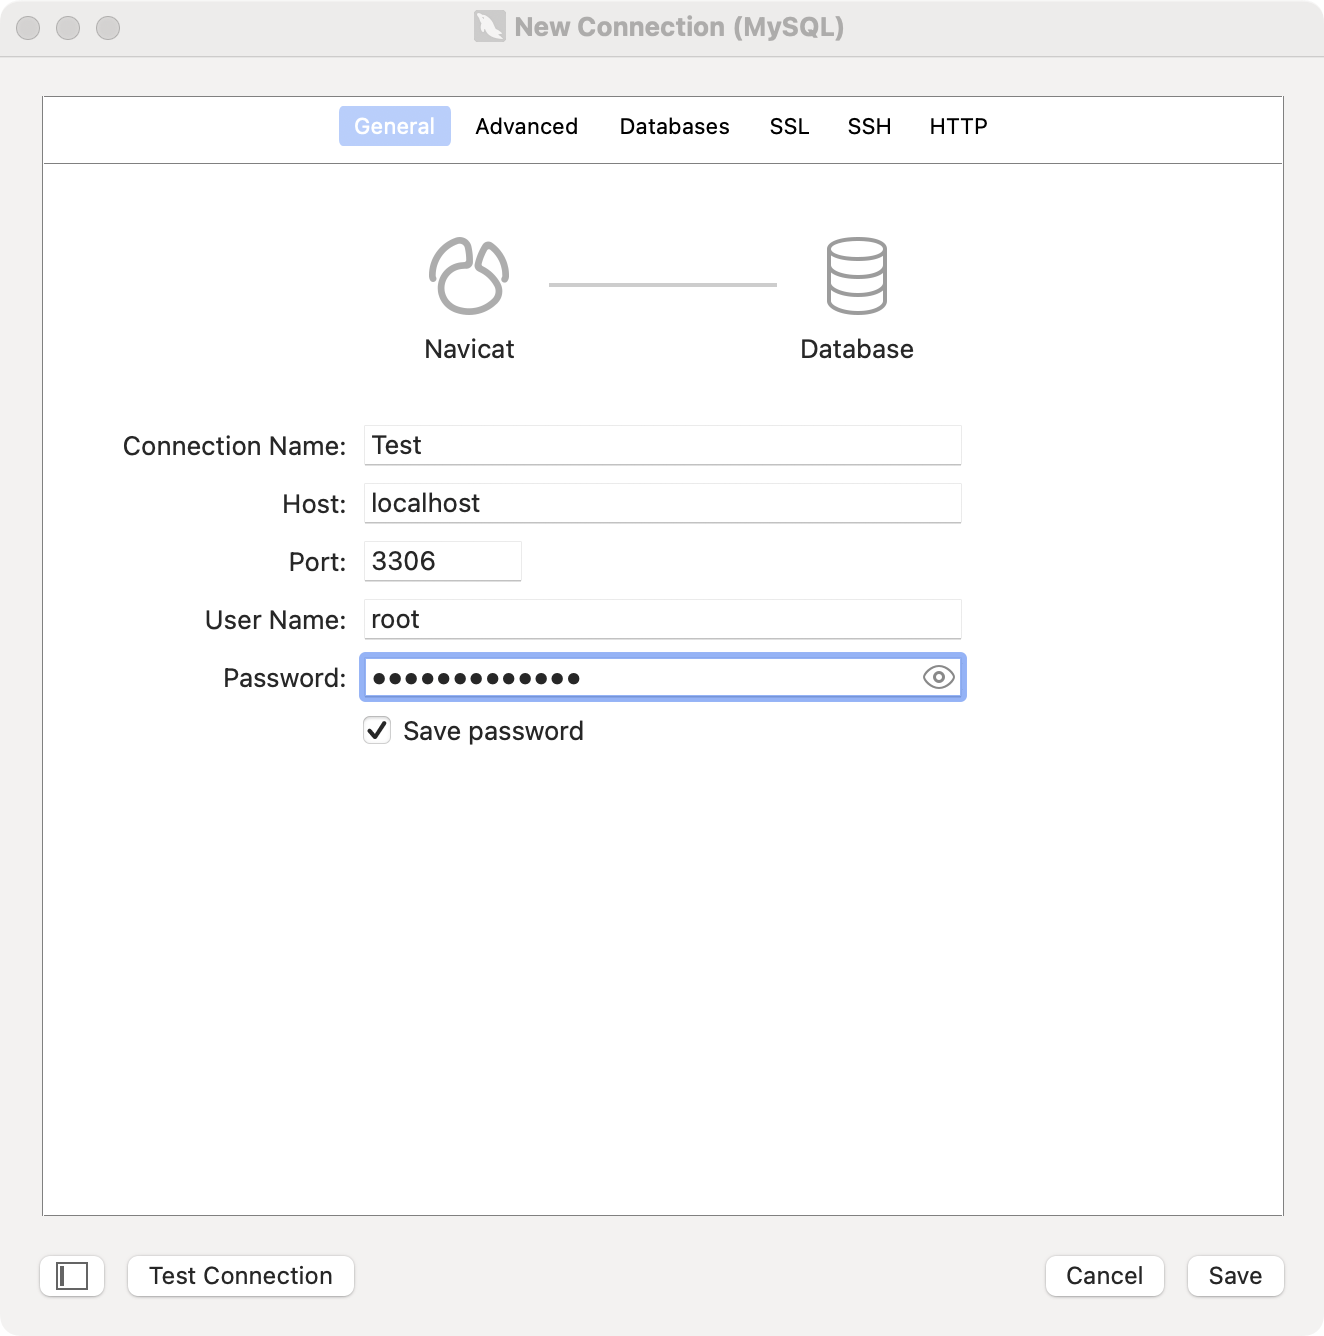 New Connection (MySQL)
General Advanced Databases SSL SSH HTTP
Navicat Database
Connection Name: Test
Host: localhost
Port: 3306
User Name: root
Password: •••••••••••••
Save password
Test Connection Cancel Save